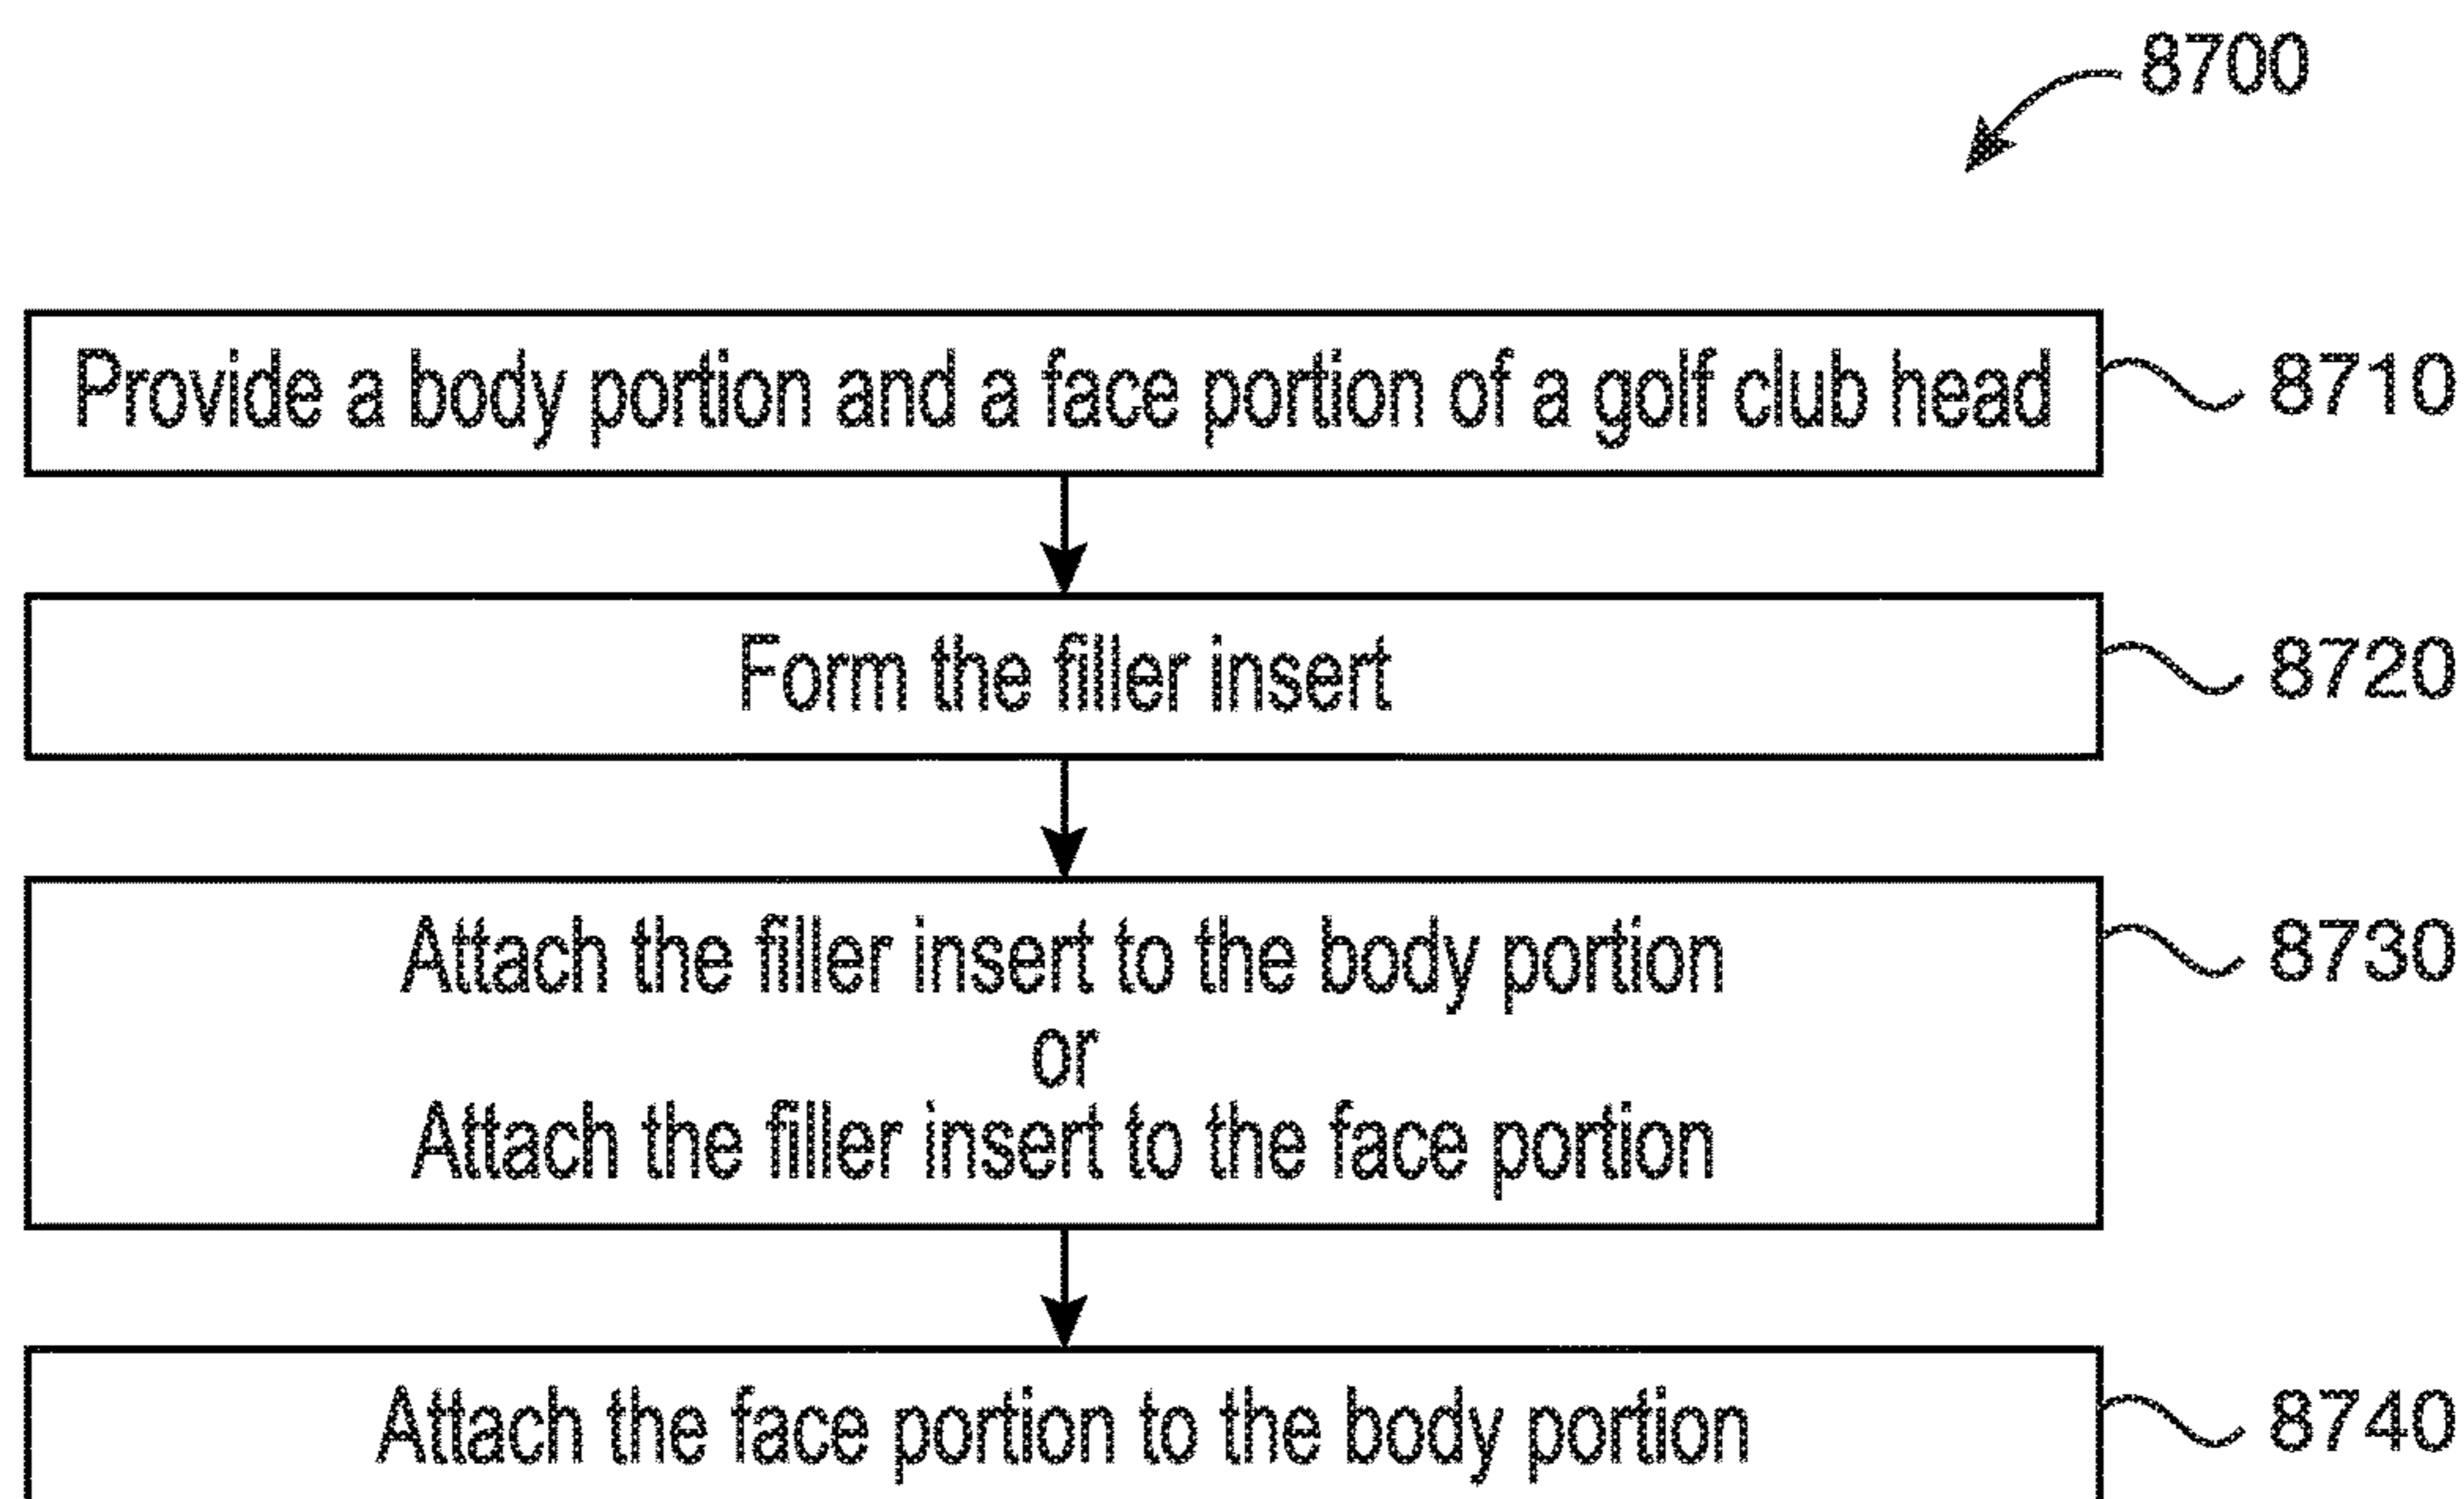 8700
Provide a body portion and a face portion of a golf club head
8710
Form the filler insert
8720
Attach the filler insert to the body portion
or
Attach the filler insert to the face portion
8730
Attach the face portion to the body portion
8740